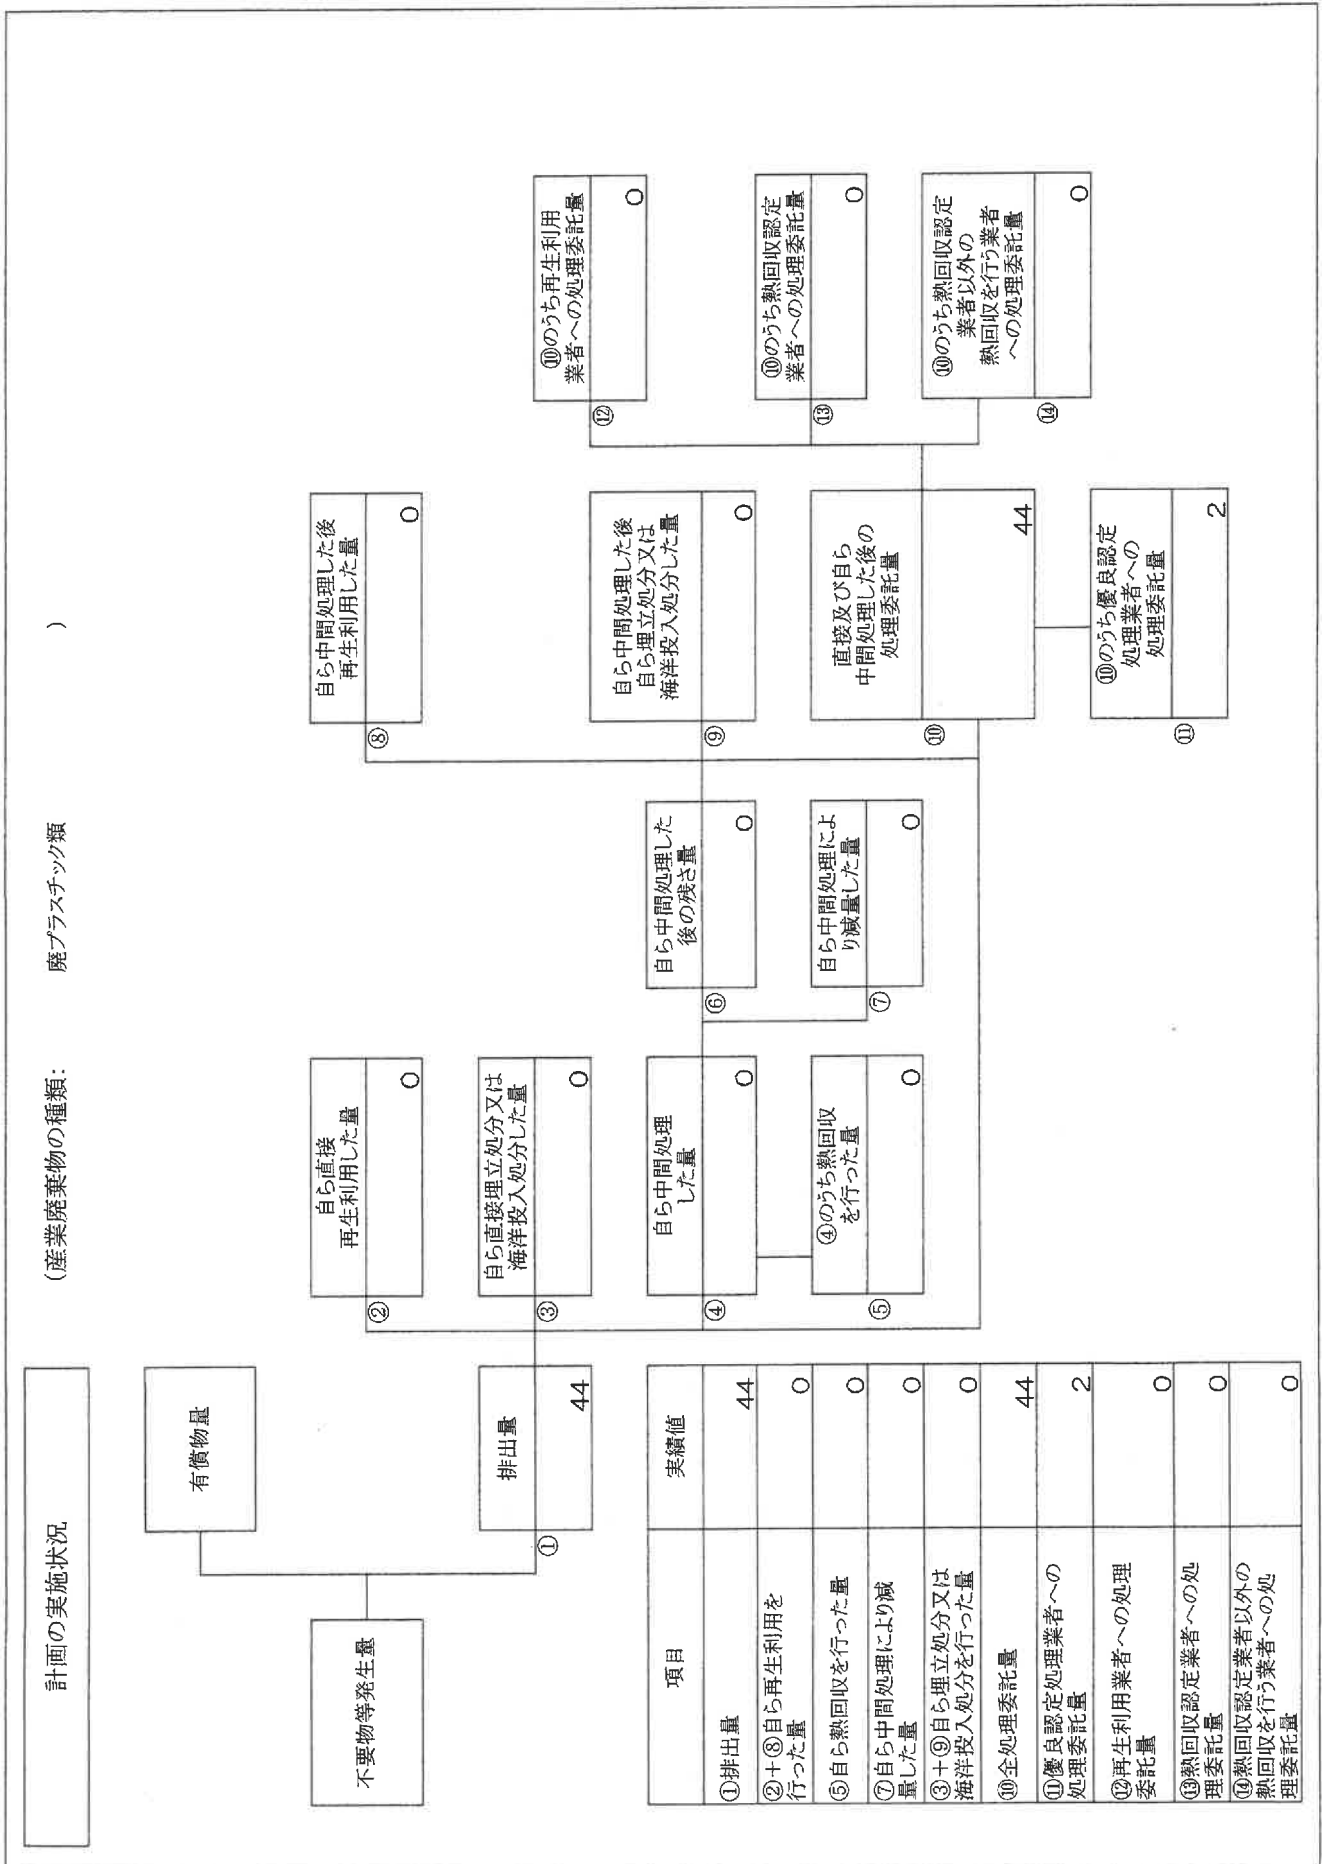 計画の実施状況
（産業廃棄物の種類：　廃プラスチック類　）
不要物等発生量
有償物量
排出量
①
44
自ら直接
再生利用した量
②
0
自ら直接埋立処分又は
海洋投入処分した量
③
0
自ら中間処理
した量
④
0
④のうち熱回収
を行った量
⑤
0
自ら中間処理した
後の残さ量
⑥
0
自ら中間処理によ
り減量した量
⑦
0
自ら中間処理した後
再生利用した量
⑧
0
自ら中間処理した後
自ら埋立処分又は
海洋投入処分した量
⑨
0
直接及び自ら
中間処理した後の
処理委託量
⑩
44
⑩のうち優良認定
処理業者への
処理委託量
⑪
2
⑩のうち再生利用
業者への処理委託量
⑫
0
⑩のうち熱回収認定
業者への処理委託量
⑬
0
⑩のうち熱回収認定
業者以外の
熱回収を行う業者
への処理委託量
⑭
0
項目　実績値
①排出量　44
②＋⑧自ら再生利用を
行った量　0
⑤自ら熱回収を行った量　0
⑦自ら中間処理により減
量した量　0
③＋⑨自ら埋立処分又は
海洋投入処分を行った量　0
⑩全処理委託量　44
⑪優良認定処理業者への
処理委託量　2
⑫再生利用業者への処理
委託量　0
⑬熱回収認定業者への処
理委託量　0
⑭熱回収認定業者以外の
熱回収を行う業者への処
理委託量　0